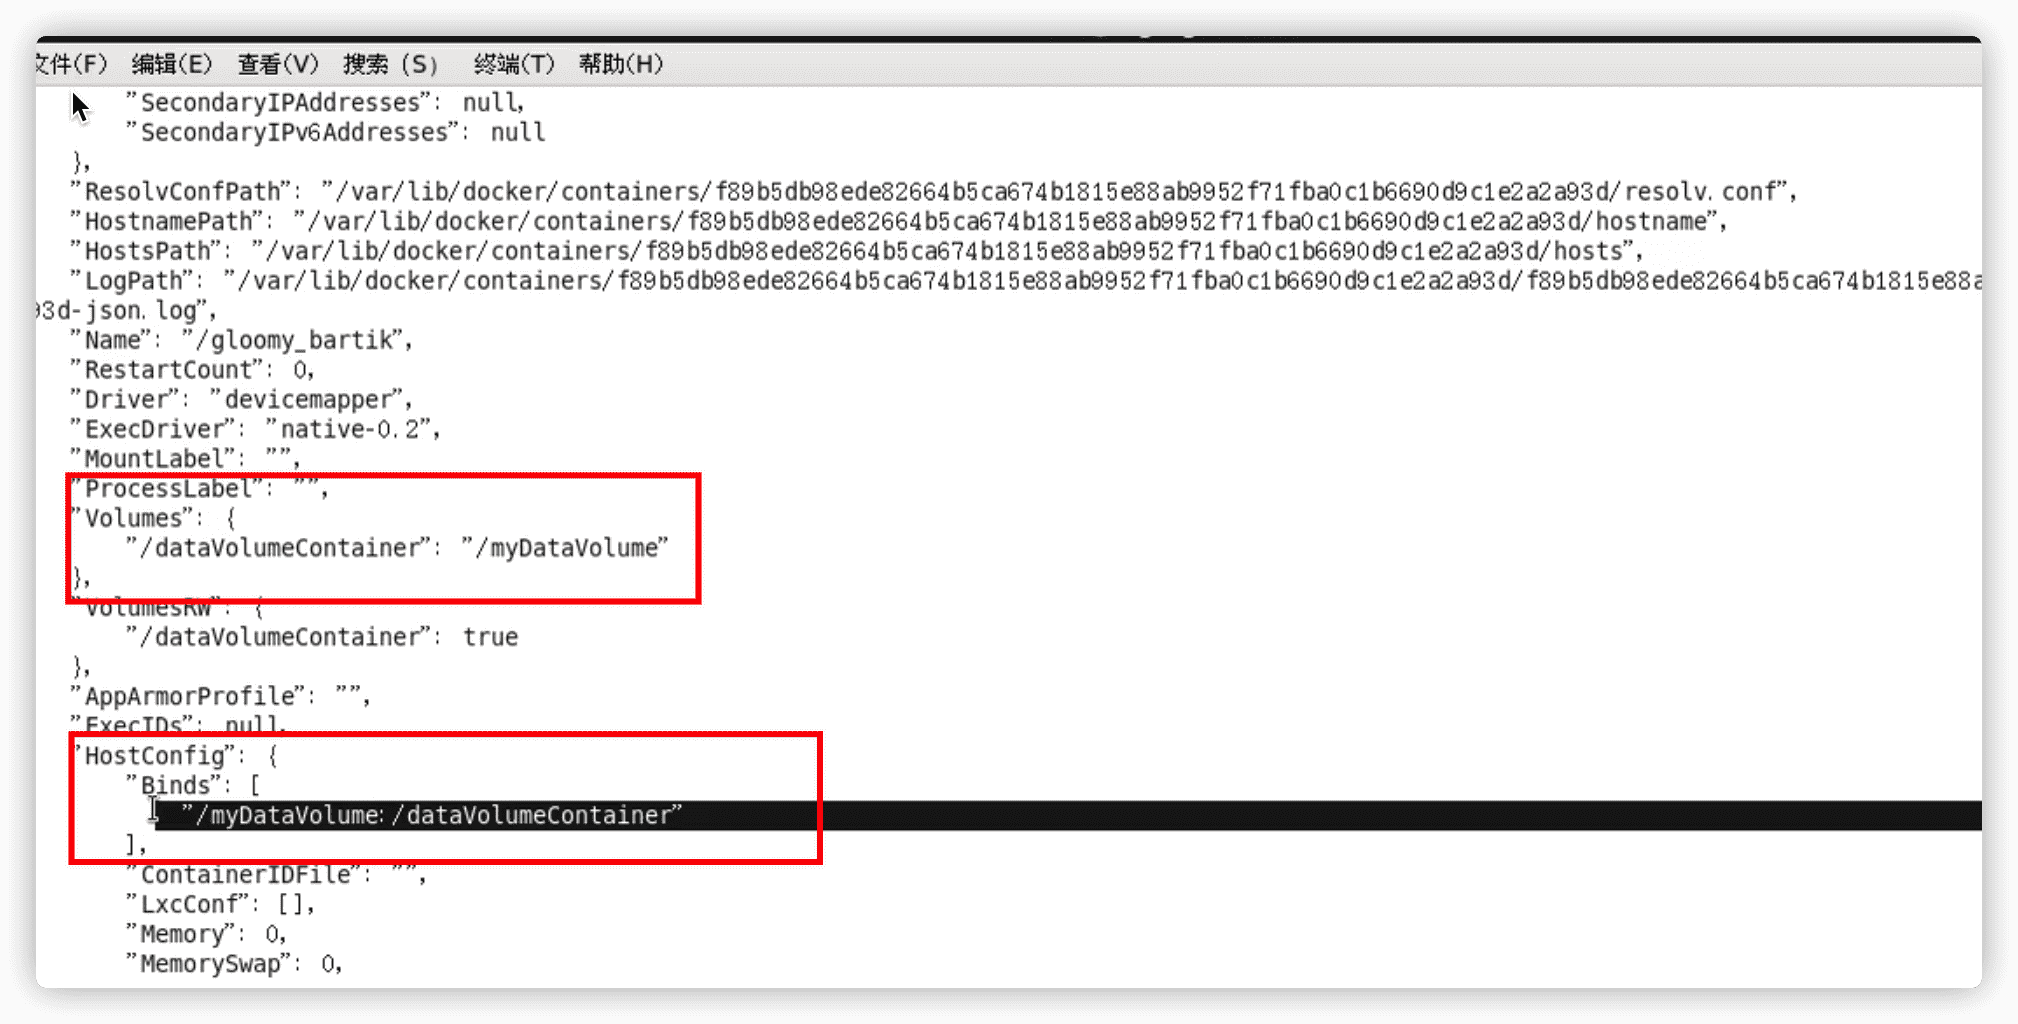 文件(F) 编辑(E) 查看(V) 搜索 (S) 终端(T) 帮助(H)
"SecondaryIPAddresses": null,
"SecondaryIPv6Addresses": null
},
"ResolvConfPath": "/var/lib/docker/containers/f89b5db98ede82664b5ca674b1815e88ab9952f71fba0c1b6690d9c1e2a2a93d/resolv.conf",
"HostnamePath": "/var/lib/docker/containers/f89b5db98ede82664b5ca674b1815e88ab9952f71fba0c1b6690d9c1e2a2a93d/hostname",
"HostsPath": "/var/lib/docker/containers/f89b5db98ede82664b5ca674b1815e88ab9952f71fba0c1b6690d9c1e2a2a93d/hosts",
"LogPath": "/var/lib/docker/containers/f89b5db98ede82664b5ca674b1815e88ab9952f71fba0c1b6690d9c1e2a2a93d/f89b5db98ede82664b5ca674b1815e88a
93d-json.log",
"Name": "/gloomy_bartik",
"RestartCount": 0,
"Driver": "devicemapper",
"ExecDriver": "native-0.2",
"MountLabel": "",
"ProcessLabel": "",
"Volumes": {
"/dataVolumeContainer": "/myDataVolume"
},
"VolumesRW": {
"/dataVolumeContainer": true
},
"AppArmorProfile": "",
"ExecIDs": null,
"HostConfig": {
"Binds": [
"/myDataVolume:/dataVolumeContainer"
],
"ContainerIDFile": "",
"LxcConf": [],
"Memory": 0,
"MemorySwap": 0,